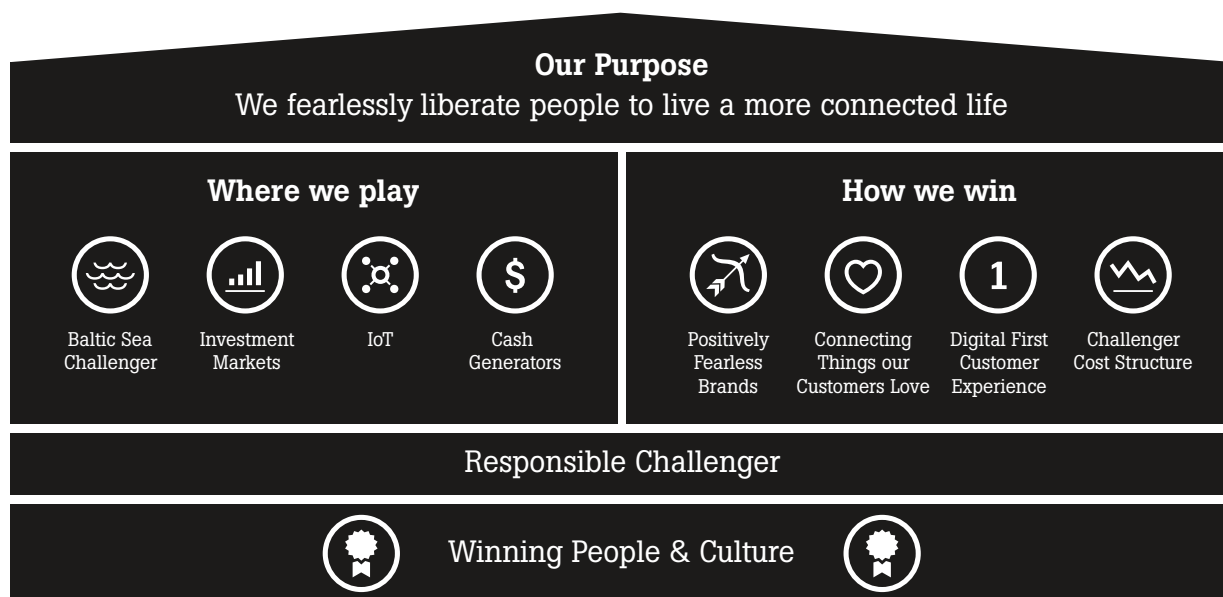 Our Purpose
We fearlessly liberate people to live a more connected life
Where we play
Baltic Sea
Challenger
Investment
Markets
IoT
$
Cash
Generators
How we win
Positively
Fearless
Brands
Connecting
Things our
Customers Love
1
Digital First
Customer
Experience
Challenger
Cost Structure
Responsible Challenger
Winning People & Culture